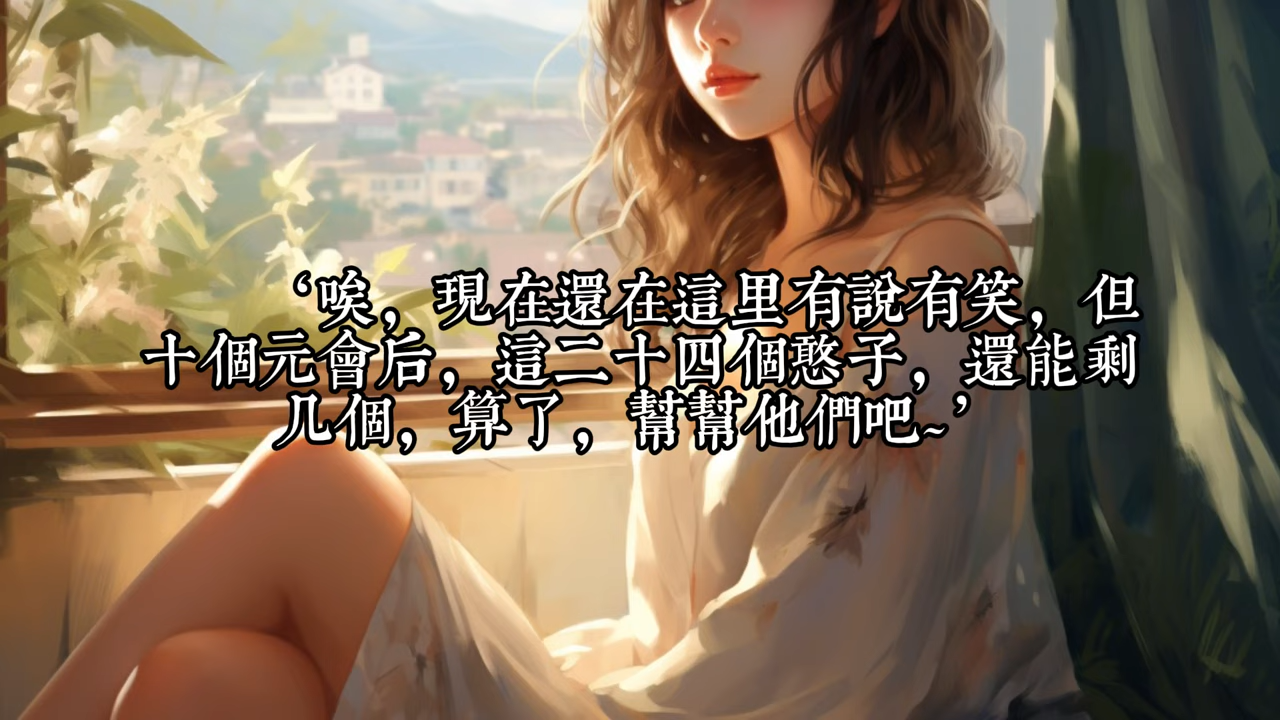 ‘唉，現在還在這里有說有笑，但
十個元會后，這二十四個憨子，還能剩
几個，算了，幫幫他們吧~’